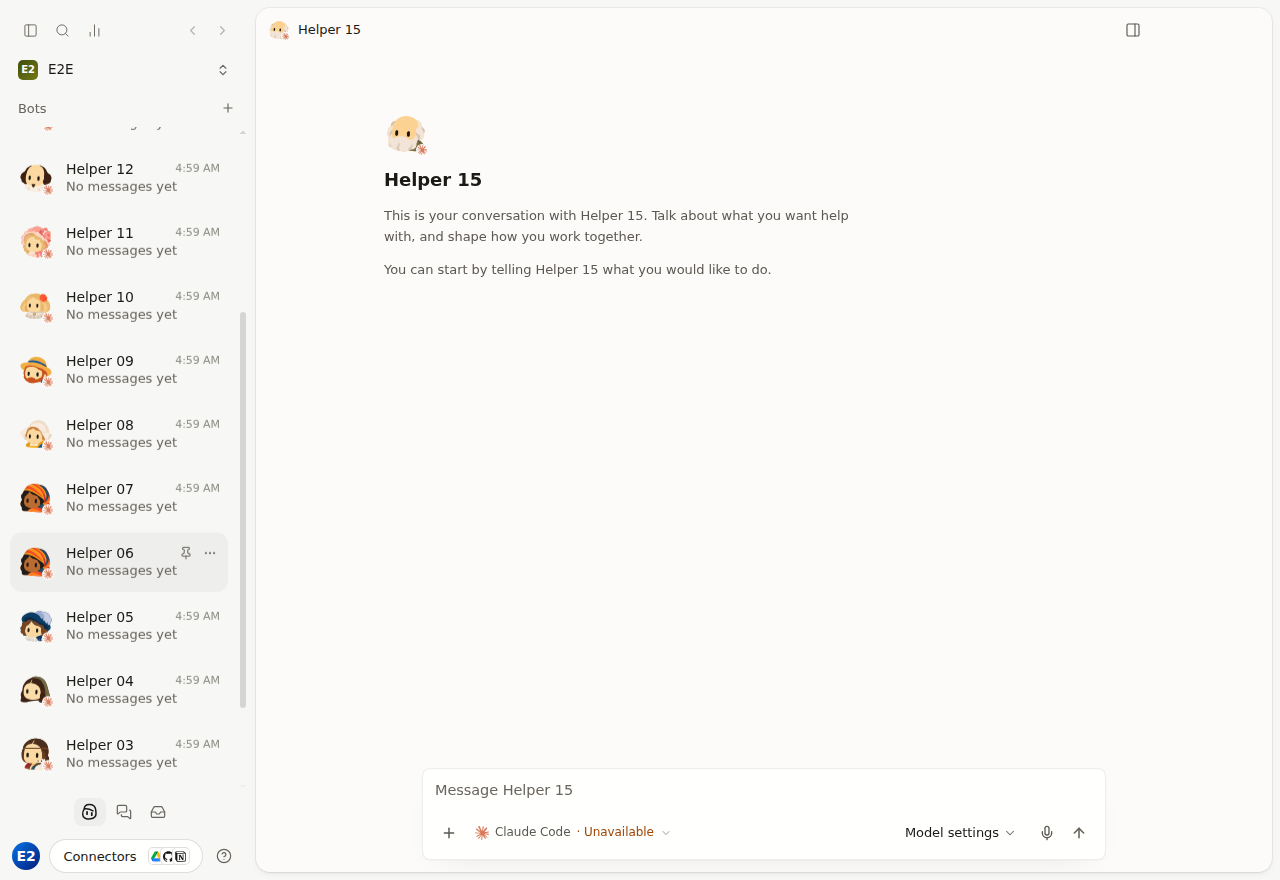 E2 E2E
Bots
Helper 12 4:59 AM
No messages yet
Helper 11 4:59 AM
No messages yet
Helper 10 4:59 AM
No messages yet
Helper 09 4:59 AM
No messages yet
Helper 08 4:59 AM
No messages yet
Helper 07 4:59 AM
No messages yet
Helper 06
No messages yet
Helper 05 4:59 AM
No messages yet
Helper 04 4:59 AM
No messages yet
Helper 03 4:59 AM
No messages yet
E2 Connectors
Helper 15
Helper 15
This is your conversation with Helper 15. Talk about what you want help
with, and shape how you work together.
You can start by telling Helper 15 what you would like to do.
Message Helper 15
Claude Code · Unavailable Model settings